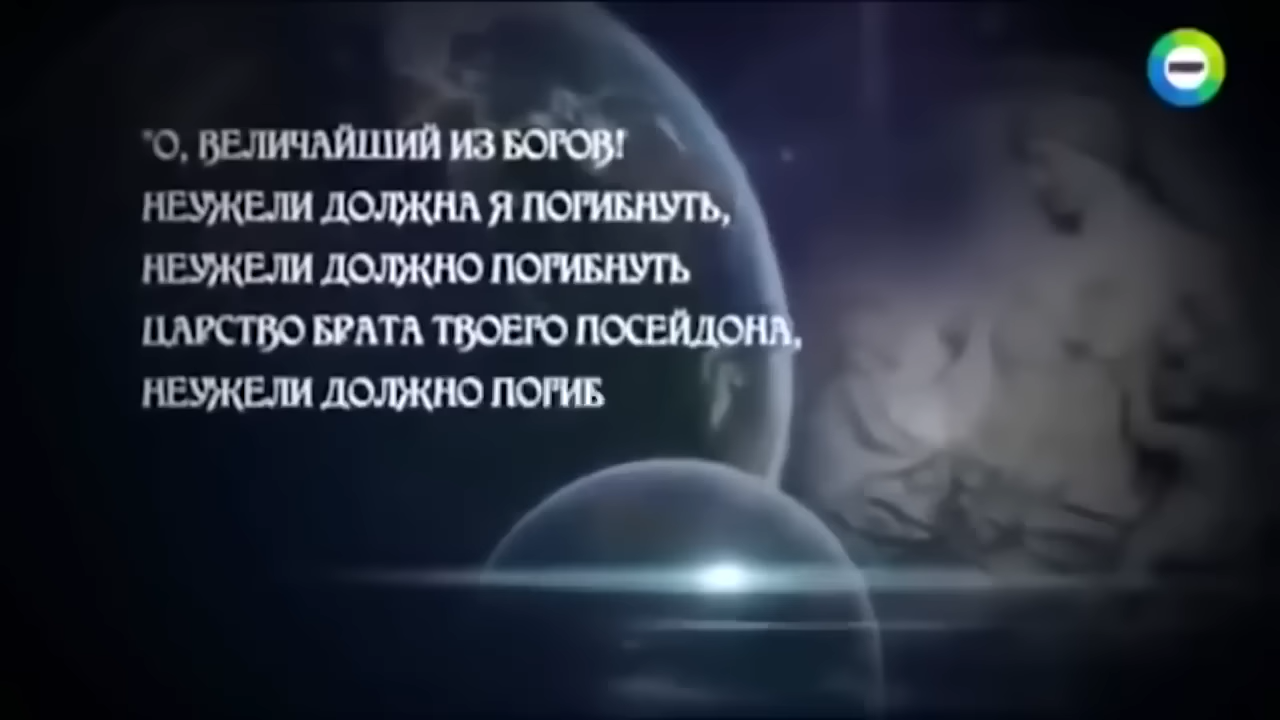 "О, ВЕЛИЧАЙШИЙ ИЗ БОГОВ!
НЕУЖЕЛИ ДОЛЖНА Я ПОГИБНУТЬ,
НЕУЖЕЛИ ДОЛЖНО ПОГИБНУТЬ
ЦАРСТВО БРАТА ТВОЕГО ПОСЕЙДОНА,
НЕУЖЕЛИ ДОЛЖНО ПОГИБ